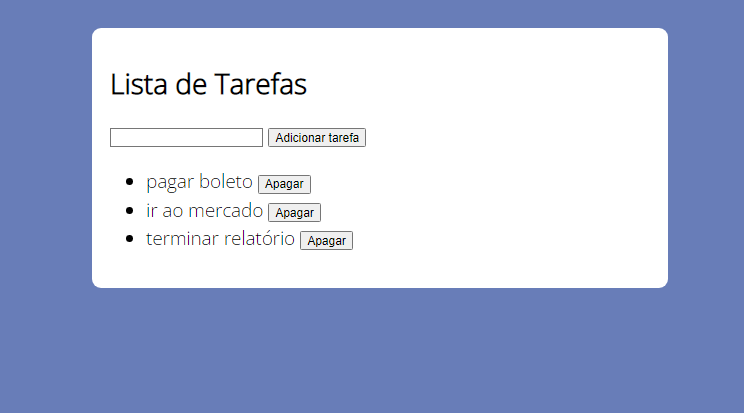 Lista de Tarefas
Adicionar tarefa
pagar boleto Apagar
ir ao mercado Apagar
terminar relatório Apagar